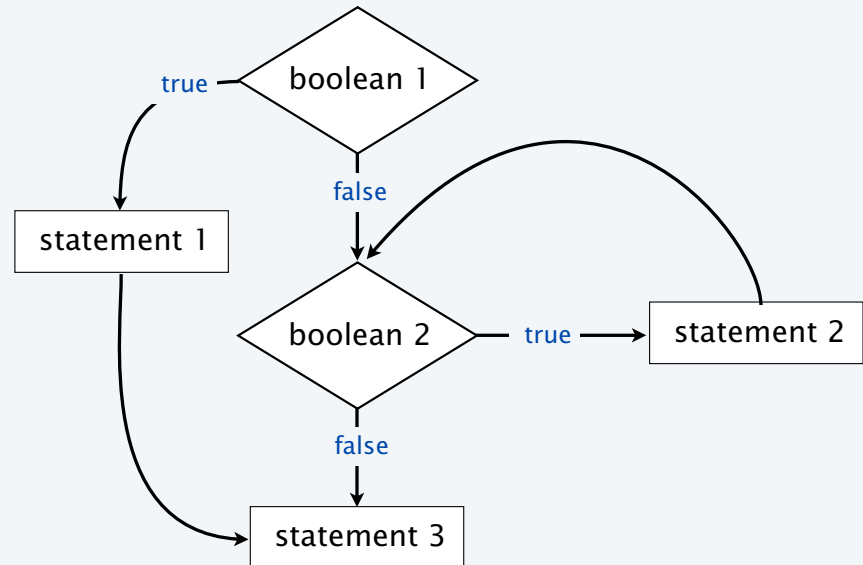 boolean 1
true
false
statement 1
boolean 2
true
statement 2
false
statement 3